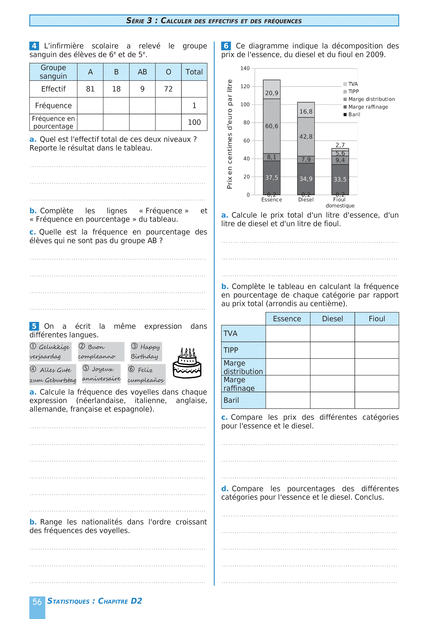 SÉRIE 3 : CALCULER DES EFFECTIFS ET DES FRÉQUENCES
4 L'infirmière scolaire a relevé le groupe
sanguin des élèves de 6e et de 5e.
Groupe sanguin A B AB O Total
Effectif 81 18 9 72
Fréquence 1
Fréquence en pourcentage 100
a. Quel est l'effectif total de ces deux niveaux ?
Reporte le résultat dans le tableau.
b. Complète les lignes « Fréquence » et
« Fréquence en pourcentage » du tableau.
c. Quelle est la fréquence en pourcentage des
élèves qui ne sont pas du groupe AB ?
5 On a écrit la même expression dans
différentes langues.
① Gelukkige verjaardag
② Buon compleanno
③ Happy Birthday
④ Alles Gute zum Geburtstag
⑤ Joyeux anniversaire
⑥ Feliz cumpleaños
a. Calcule la fréquence des voyelles dans chaque
expression (néerlandaise, italienne, anglaise,
allemande, française et espagnole).
b. Range les nationalités dans l'ordre croissant
des fréquences des voyelles.
6 Ce diagramme indique la décomposition des
prix de l'essence, du diesel et du fioul en 2009.
Prix en centimes d'euro par litre
140
120
100
80
60
40
20
0
20,9
60,6
8,1
37,5
0,2
16,8
42,8
7,9
34,9
0,2
2,7
5,6
9,4
33,5
0,2
Essence Diesel Fioul
domestique
TVA
TIPP
Marge distribution
Marge raffinage
Baril
a. Calcule le prix total d'un litre d'essence, d'un
litre de diesel et d'un litre de fioul.
b. Complète le tableau en calculant la fréquence
en pourcentage de chaque catégorie par rapport
au prix total (arrondis au centième).
Essence Diesel Fioul
TVA
TIPP
Marge
distribution
Marge
raffinage
Baril
c. Compare les prix des différentes catégories
pour l'essence et le diesel.
d. Compare les pourcentages des différentes
catégories pour l'essence et le diesel. Conclus.
56 STATISTIQUES : CHAPITRE D2